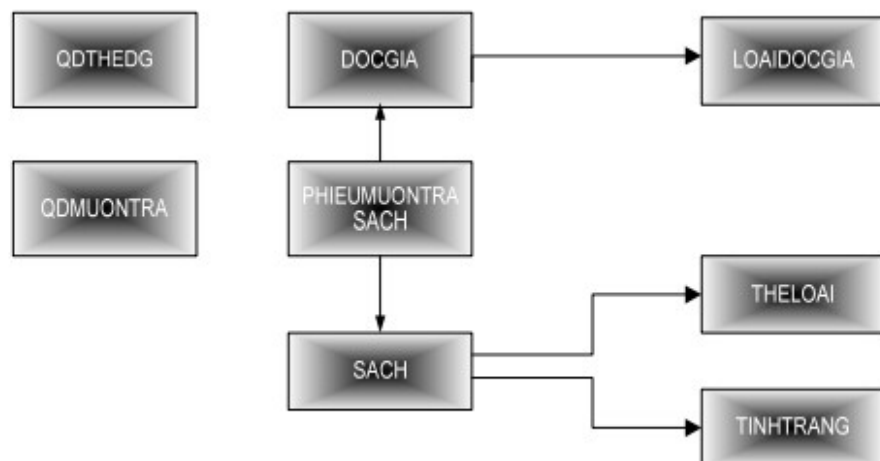 QDTHEDG
DOCGIA
LOAIDOCGIA
QDMUONTRA
PHIEUMUONTRA
SACH
THELOAI
SACH
TINHTRANG